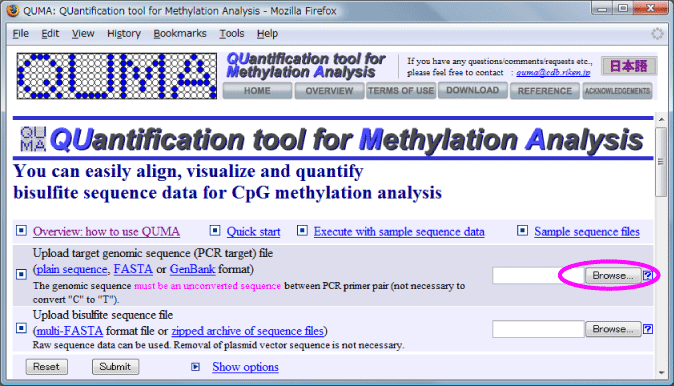 QUMA: QUantification tool for Methylation Analysis - Mozilla Firefox
File Edit View History Bookmarks Tools Help
QUMA
QUantification tool for
Methylation Analysis
If you have any questions/comments/requests etc.,
please feel free to contact : quma@cdb.riken.jp
日本語
HOME OVERVIEW TERMS OF USE DOWNLOAD REFERENCE ACKNOWLEDGEMENTS
QU
MA
QUantification tool for Methylation Analysis
You can easily align, visualize and quantify
bisulfite sequence data for CpG methylation analysis
Overview: how to use QUMA Quick start Execute with sample sequence data Sample sequence files
Upload target genomic sequence (PCR target) file
(plain sequence, FASTA or GenBank format)
Browse... ?
The genomic sequence must be an unconverted sequence between PCR primer pair (not necessary to
convert "C" to "T").
Upload bisulfite sequence file
(multi-FASTA format file or zipped archive of sequence files)
Browse... ?
Raw sequence data can be used. Removal of plasmid vector sequence is not necessary.
Reset Submit Show options